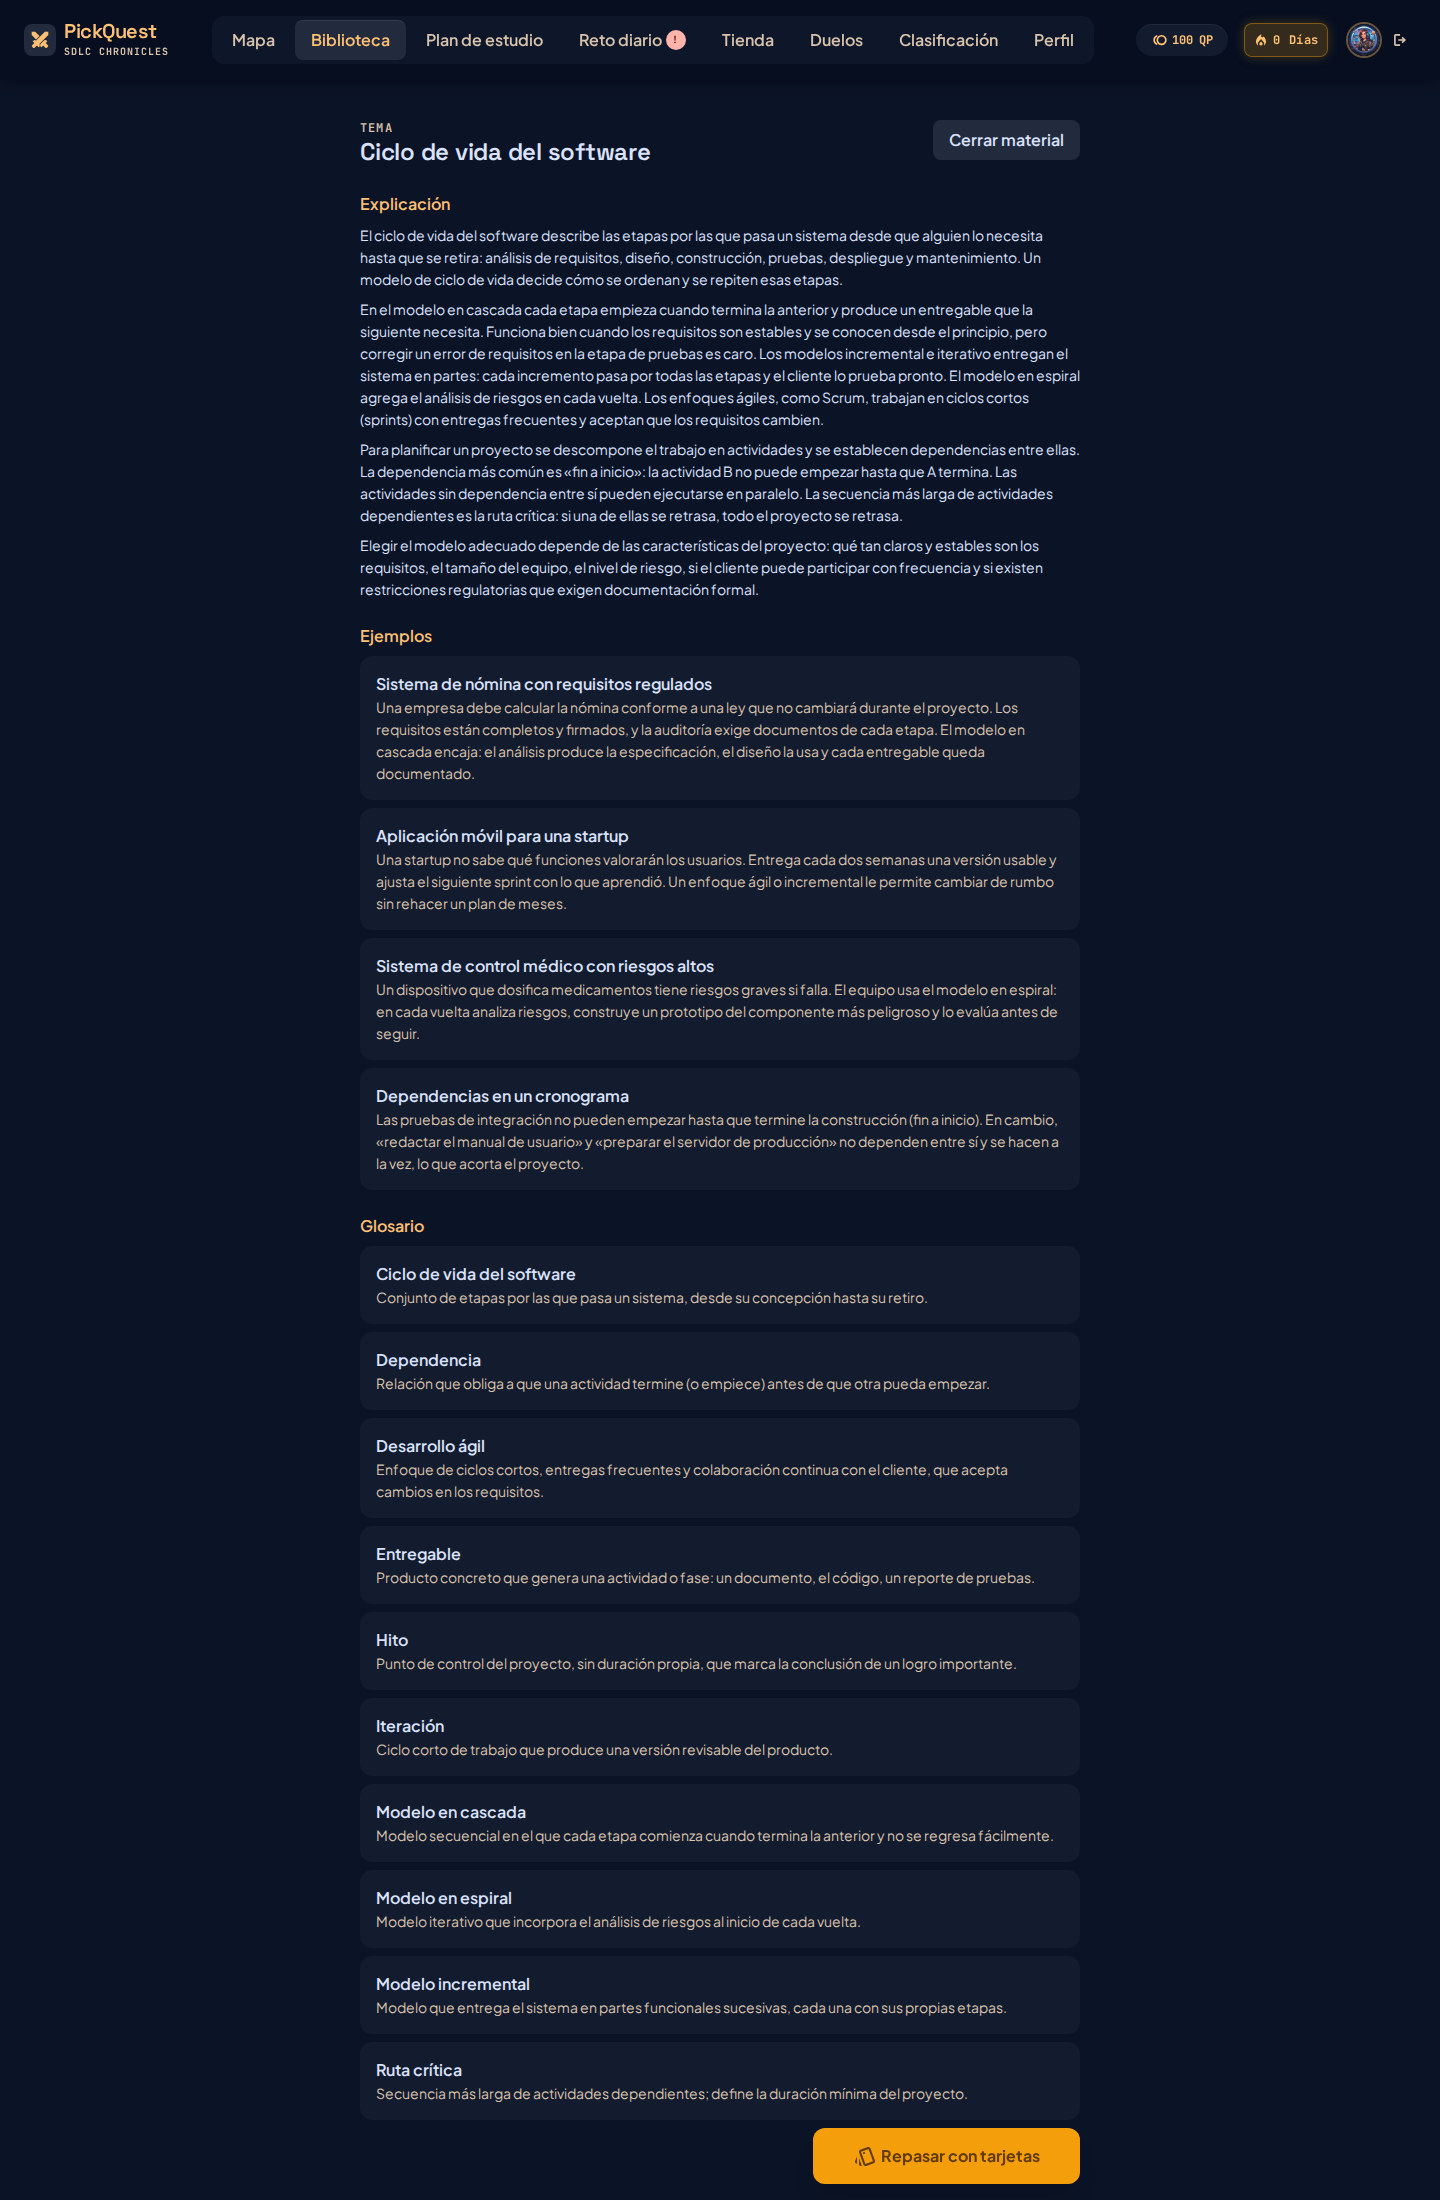 PickQuest
SDLC CHRONICLES
Mapa
Biblioteca
Plan de estudio
Reto diario !
Tienda
Duelos
Clasificación
Perfil
100 QP
0 Días
TEMA
Ciclo de vida del software
Cerrar material
Explicación
El ciclo de vida del software describe las etapas por las que pasa un sistema desde que alguien lo necesita
hasta que se retira: análisis de requisitos, diseño, construcción, pruebas, despliegue y mantenimiento. Un
modelo de ciclo de vida decide cómo se ordenan y se repiten esas etapas.
En el modelo en cascada cada etapa empieza cuando termina la anterior y produce un entregable que la
siguiente necesita. Funciona bien cuando los requisitos son estables y se conocen desde el principio, pero
corregir un error de requisitos en la etapa de pruebas es caro. Los modelos incremental e iterativo entregan el
sistema en partes: cada incremento pasa por todas las etapas y el cliente lo prueba pronto. El modelo en espiral
agrega el análisis de riesgos en cada vuelta. Los enfoques ágiles, como Scrum, trabajan en ciclos cortos
(sprints) con entregas frecuentes y aceptan que los requisitos cambien.
Para planificar un proyecto se descompone el trabajo en actividades y se establecen dependencias entre ellas.
La dependencia más común es «fin a inicio»: la actividad B no puede empezar hasta que A termina. Las
actividades sin dependencia entre sí pueden ejecutarse en paralelo. La secuencia más larga de actividades
dependientes es la ruta crítica: si una de ellas se retrasa, todo el proyecto se retrasa.
Elegir el modelo adecuado depende de las características del proyecto: qué tan claros y estables son los
requisitos, el tamaño del equipo, el nivel de riesgo, si el cliente puede participar con frecuencia y si existen
restricciones regulatorias que exigen documentación formal.
Ejemplos
Sistema de nómina con requisitos regulados
Una empresa debe calcular la nómina conforme a una ley que no cambiará durante el proyecto. Los
requisitos están completos y firmados, y la auditoría exige documentos de cada etapa. El modelo en
cascada encaja: el análisis produce la especificación, el diseño la usa y cada entregable queda
documentado.
Aplicación móvil para una startup
Una startup no sabe qué funciones valorarán los usuarios. Entrega cada dos semanas una versión usable y
ajusta el siguiente sprint con lo que aprendió. Un enfoque ágil o incremental le permite cambiar de rumbo
sin rehacer un plan de meses.
Sistema de control médico con riesgos altos
Un dispositivo que dosifica medicamentos tiene riesgos graves si falla. El equipo usa el modelo en espiral:
en cada vuelta analiza riesgos, construye un prototipo del componente más peligroso y lo evalúa antes de
seguir.
Dependencias en un cronograma
Las pruebas de integración no pueden empezar hasta que termine la construcción (fin a inicio). En cambio,
«redactar el manual de usuario» y «preparar el servidor de producción» no dependen entre sí y se hacen a
la vez, lo que acorta el proyecto.
Glosario
Ciclo de vida del software
Conjunto de etapas por las que pasa un sistema, desde su concepción hasta su retiro.
Dependencia
Relación que obliga a que una actividad termine (o empiece) antes de que otra pueda empezar.
Desarrollo ágil
Enfoque de ciclos cortos, entregas frecuentes y colaboración continua con el cliente, que acepta
cambios en los requisitos.
Entregable
Producto concreto que genera una actividad o fase: un documento, el código, un reporte de pruebas.
Hito
Punto de control del proyecto, sin duración propia, que marca la conclusión de un logro importante.
Iteración
Ciclo corto de trabajo que produce una versión revisable del producto.
Modelo en cascada
Modelo secuencial en el que cada etapa comienza cuando termina la anterior y no se regresa fácilmente.
Modelo en espiral
Modelo iterativo que incorpora el análisis de riesgos al inicio de cada vuelta.
Modelo incremental
Modelo que entrega el sistema en partes funcionales sucesivas, cada una con sus propias etapas.
Ruta crítica
Secuencia más larga de actividades dependientes; define la duración mínima del proyecto.
Repasar con tarjetas